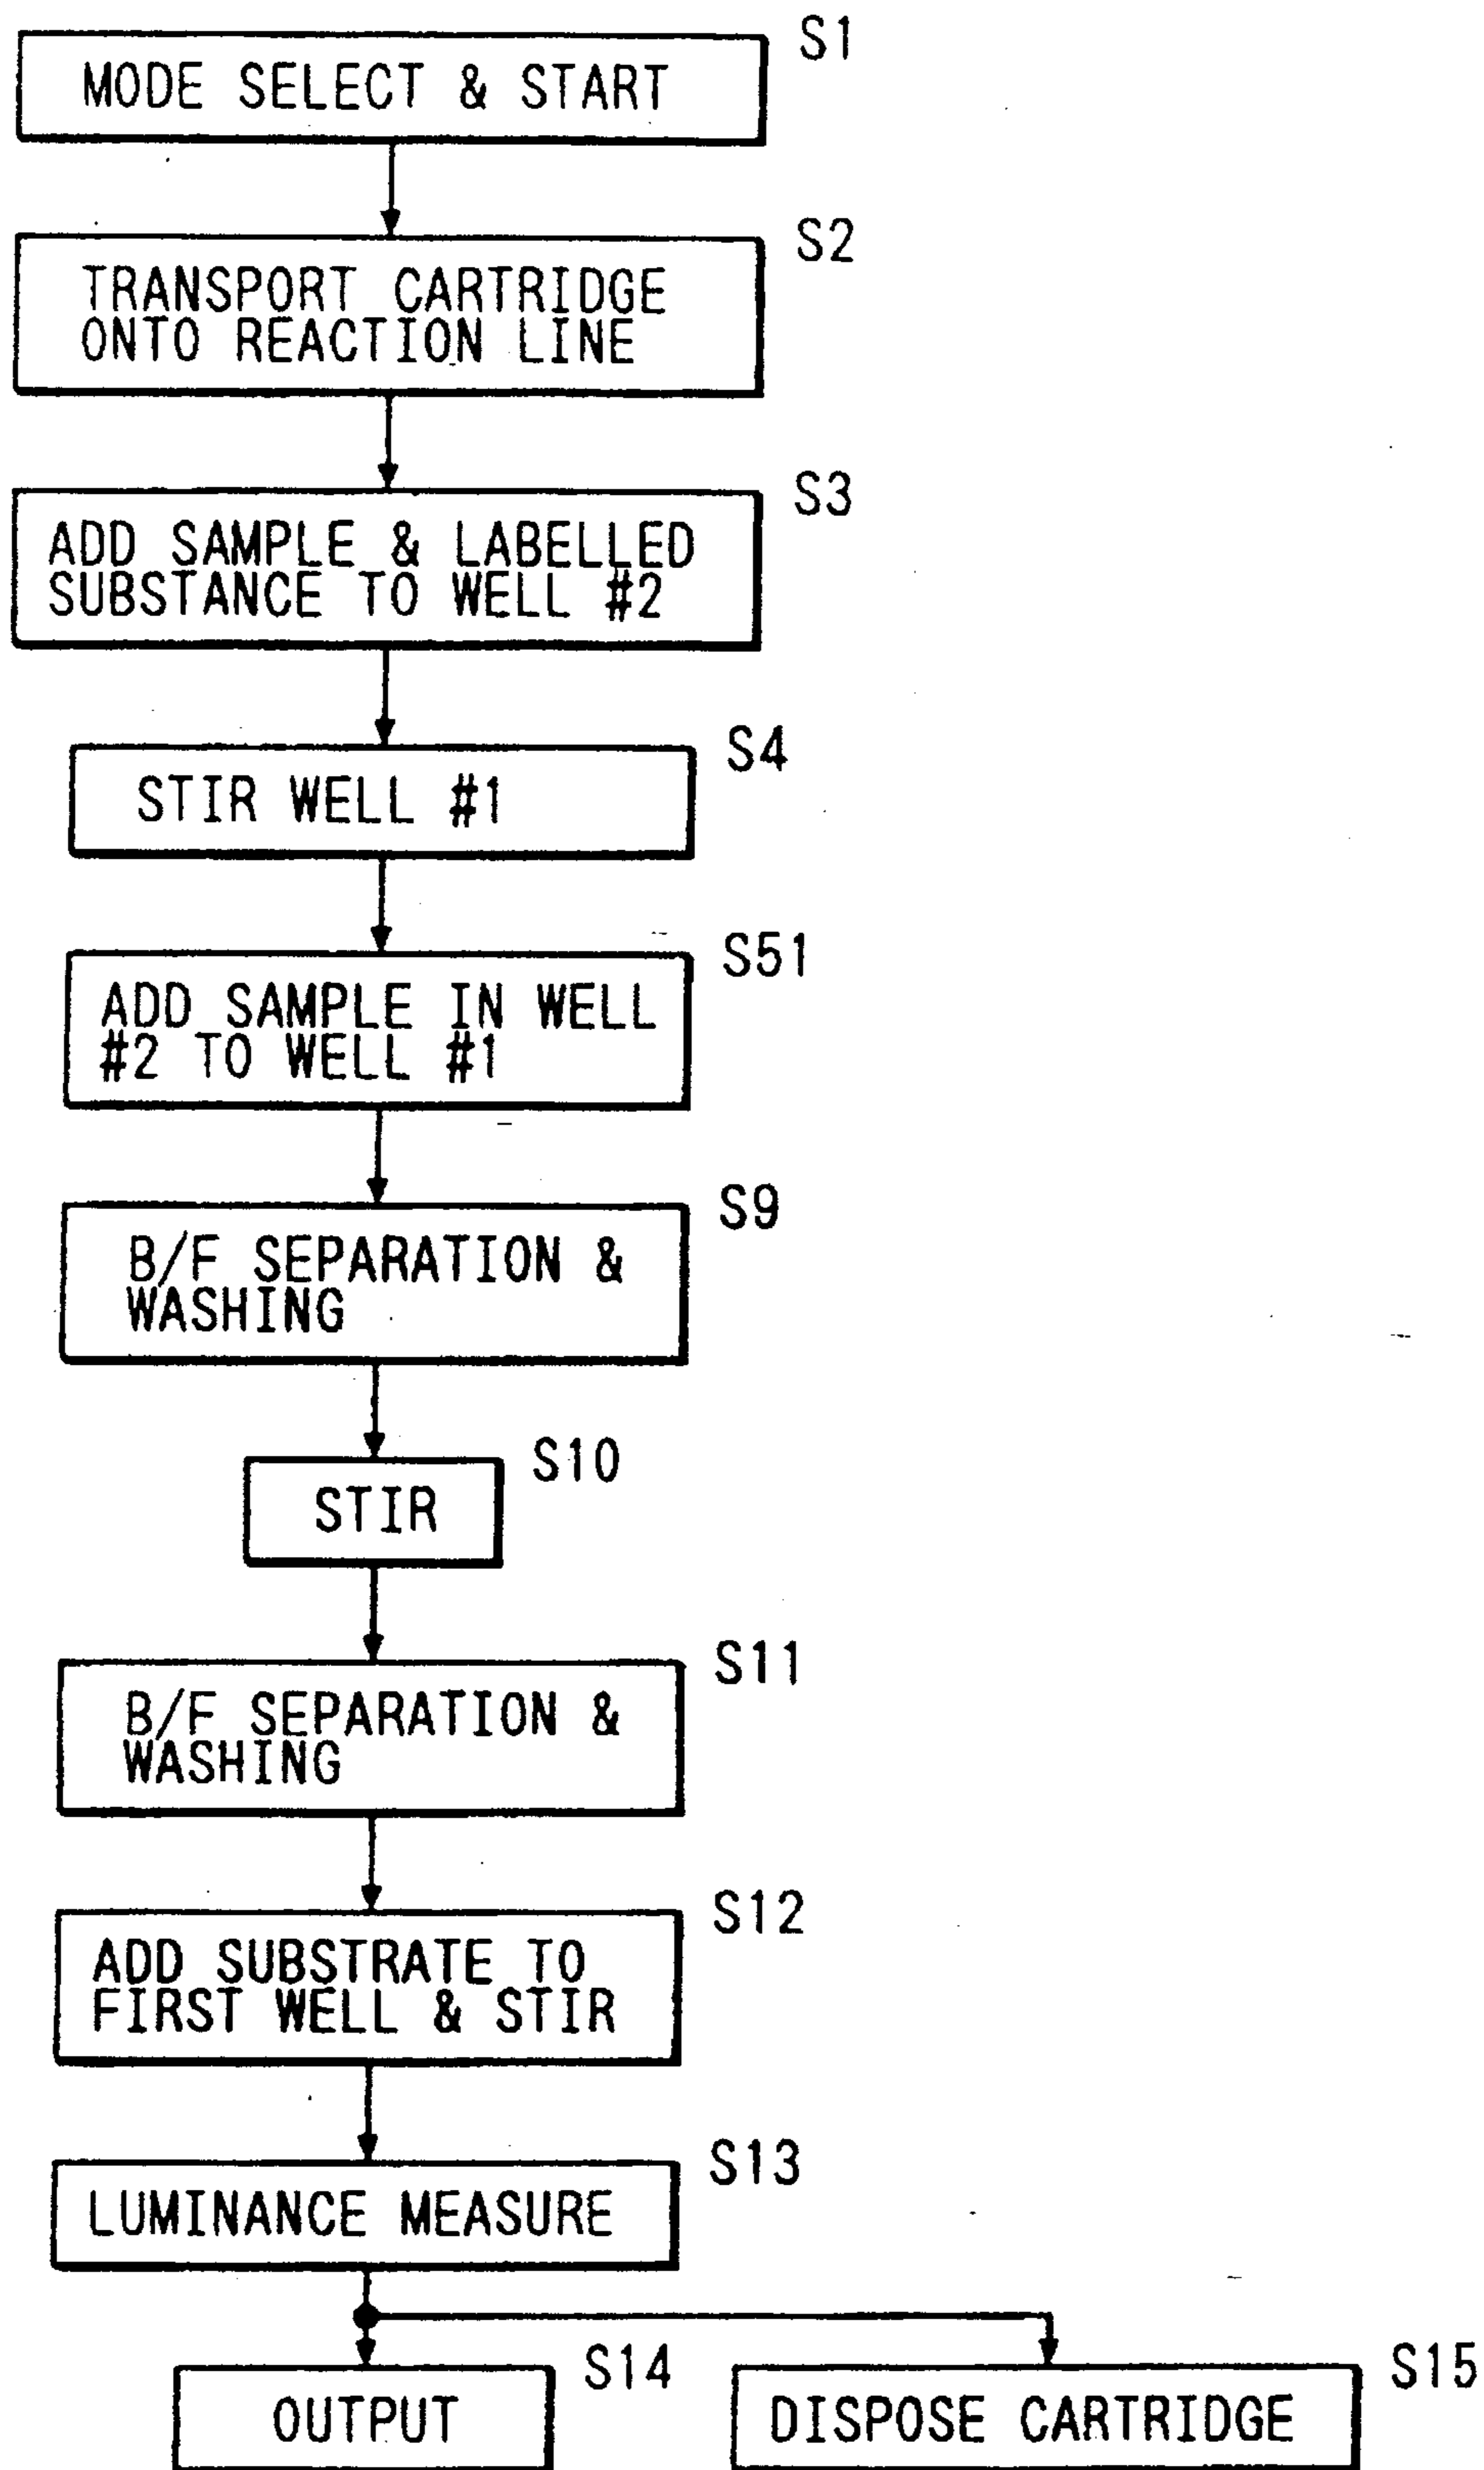 S1
MODE SELECT & START
S2
TRANSPORT CARTRIDGE
ONTO REACTION LINE
S3
ADD SAMPLE & LABELLED
SUBSTANCE TO WELL #2
S4
STIR WELL #1
S51
ADD SAMPLE IN WELL
#2 TO WELL #1
S9
B/F SEPARATION &
WASHING
S10
STIR
S11
B/F SEPARATION &
WASHING
S12
ADD SUBSTRATE TO
FIRST WELL & STIR
S13
LUMINANCE MEASURE
S14
OUTPUT
S15
DISPOSE CARTRIDGE